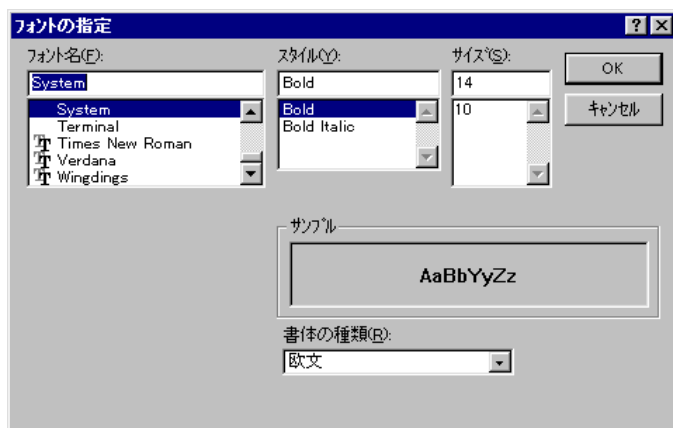 フォントの指定
フォント名(F):
System
System
Terminal
Times New Roman
Verdana
Wingdings
スタイル(Y):
Bold
Bold
Bold Italic
サイズ(S):
14
10
OK
キャンセル
サンプル
AaBbYyZz
書体の種類(R):
欧文